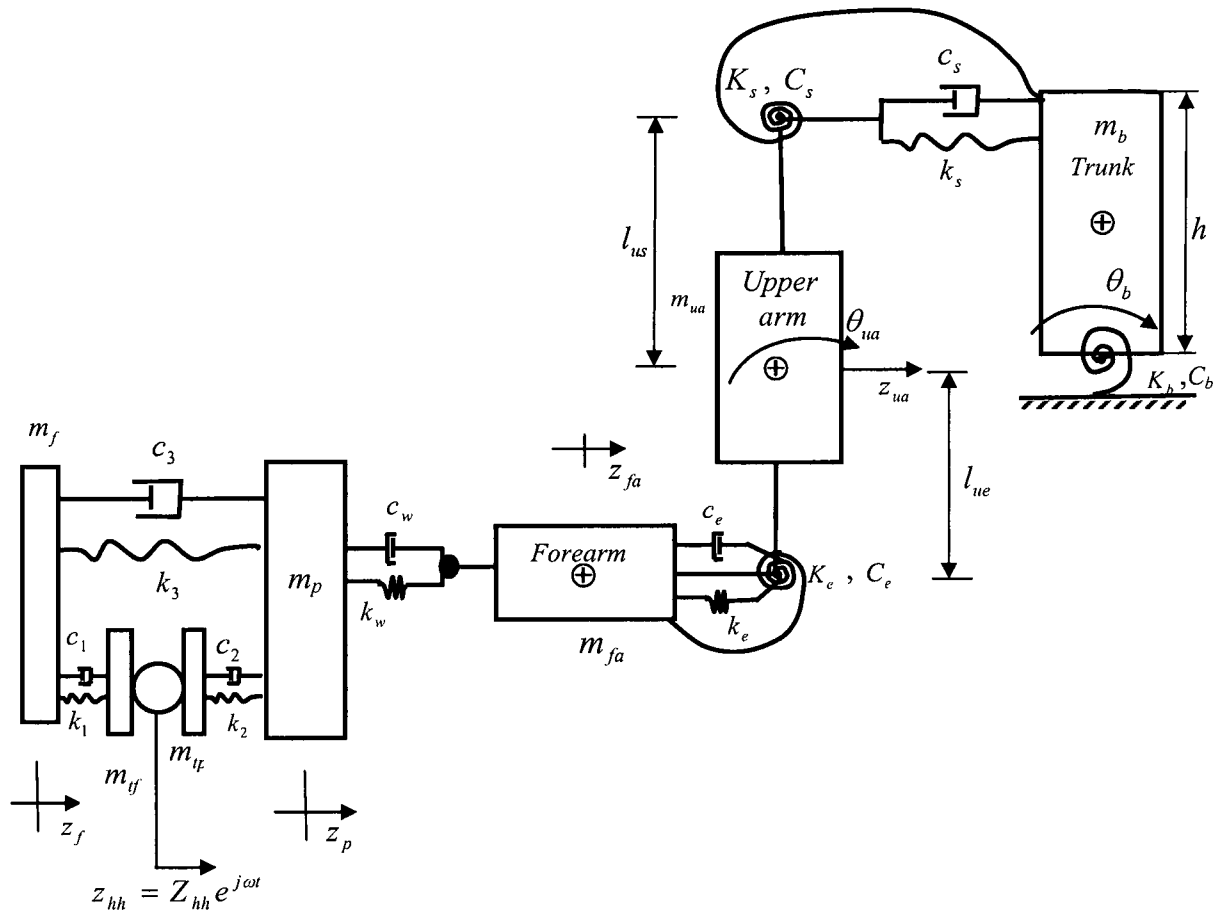 c_s
K_s , C_s
m_b
Trunk
k_s
l_us
h
Upper
arm
m_ua
θ_b
θ_ua
z_ua
K_b , C_b
m_f
c_3
z_fa
l_ue
c_w
c_e
Forearm
k_3
m_p
K_e , C_e
k_w
k_e
c_1
c_2
m_fa
k_1
k_2
m_tp
m_tf
z_f
z_p
z_hh = Z_hh e^{jωt}